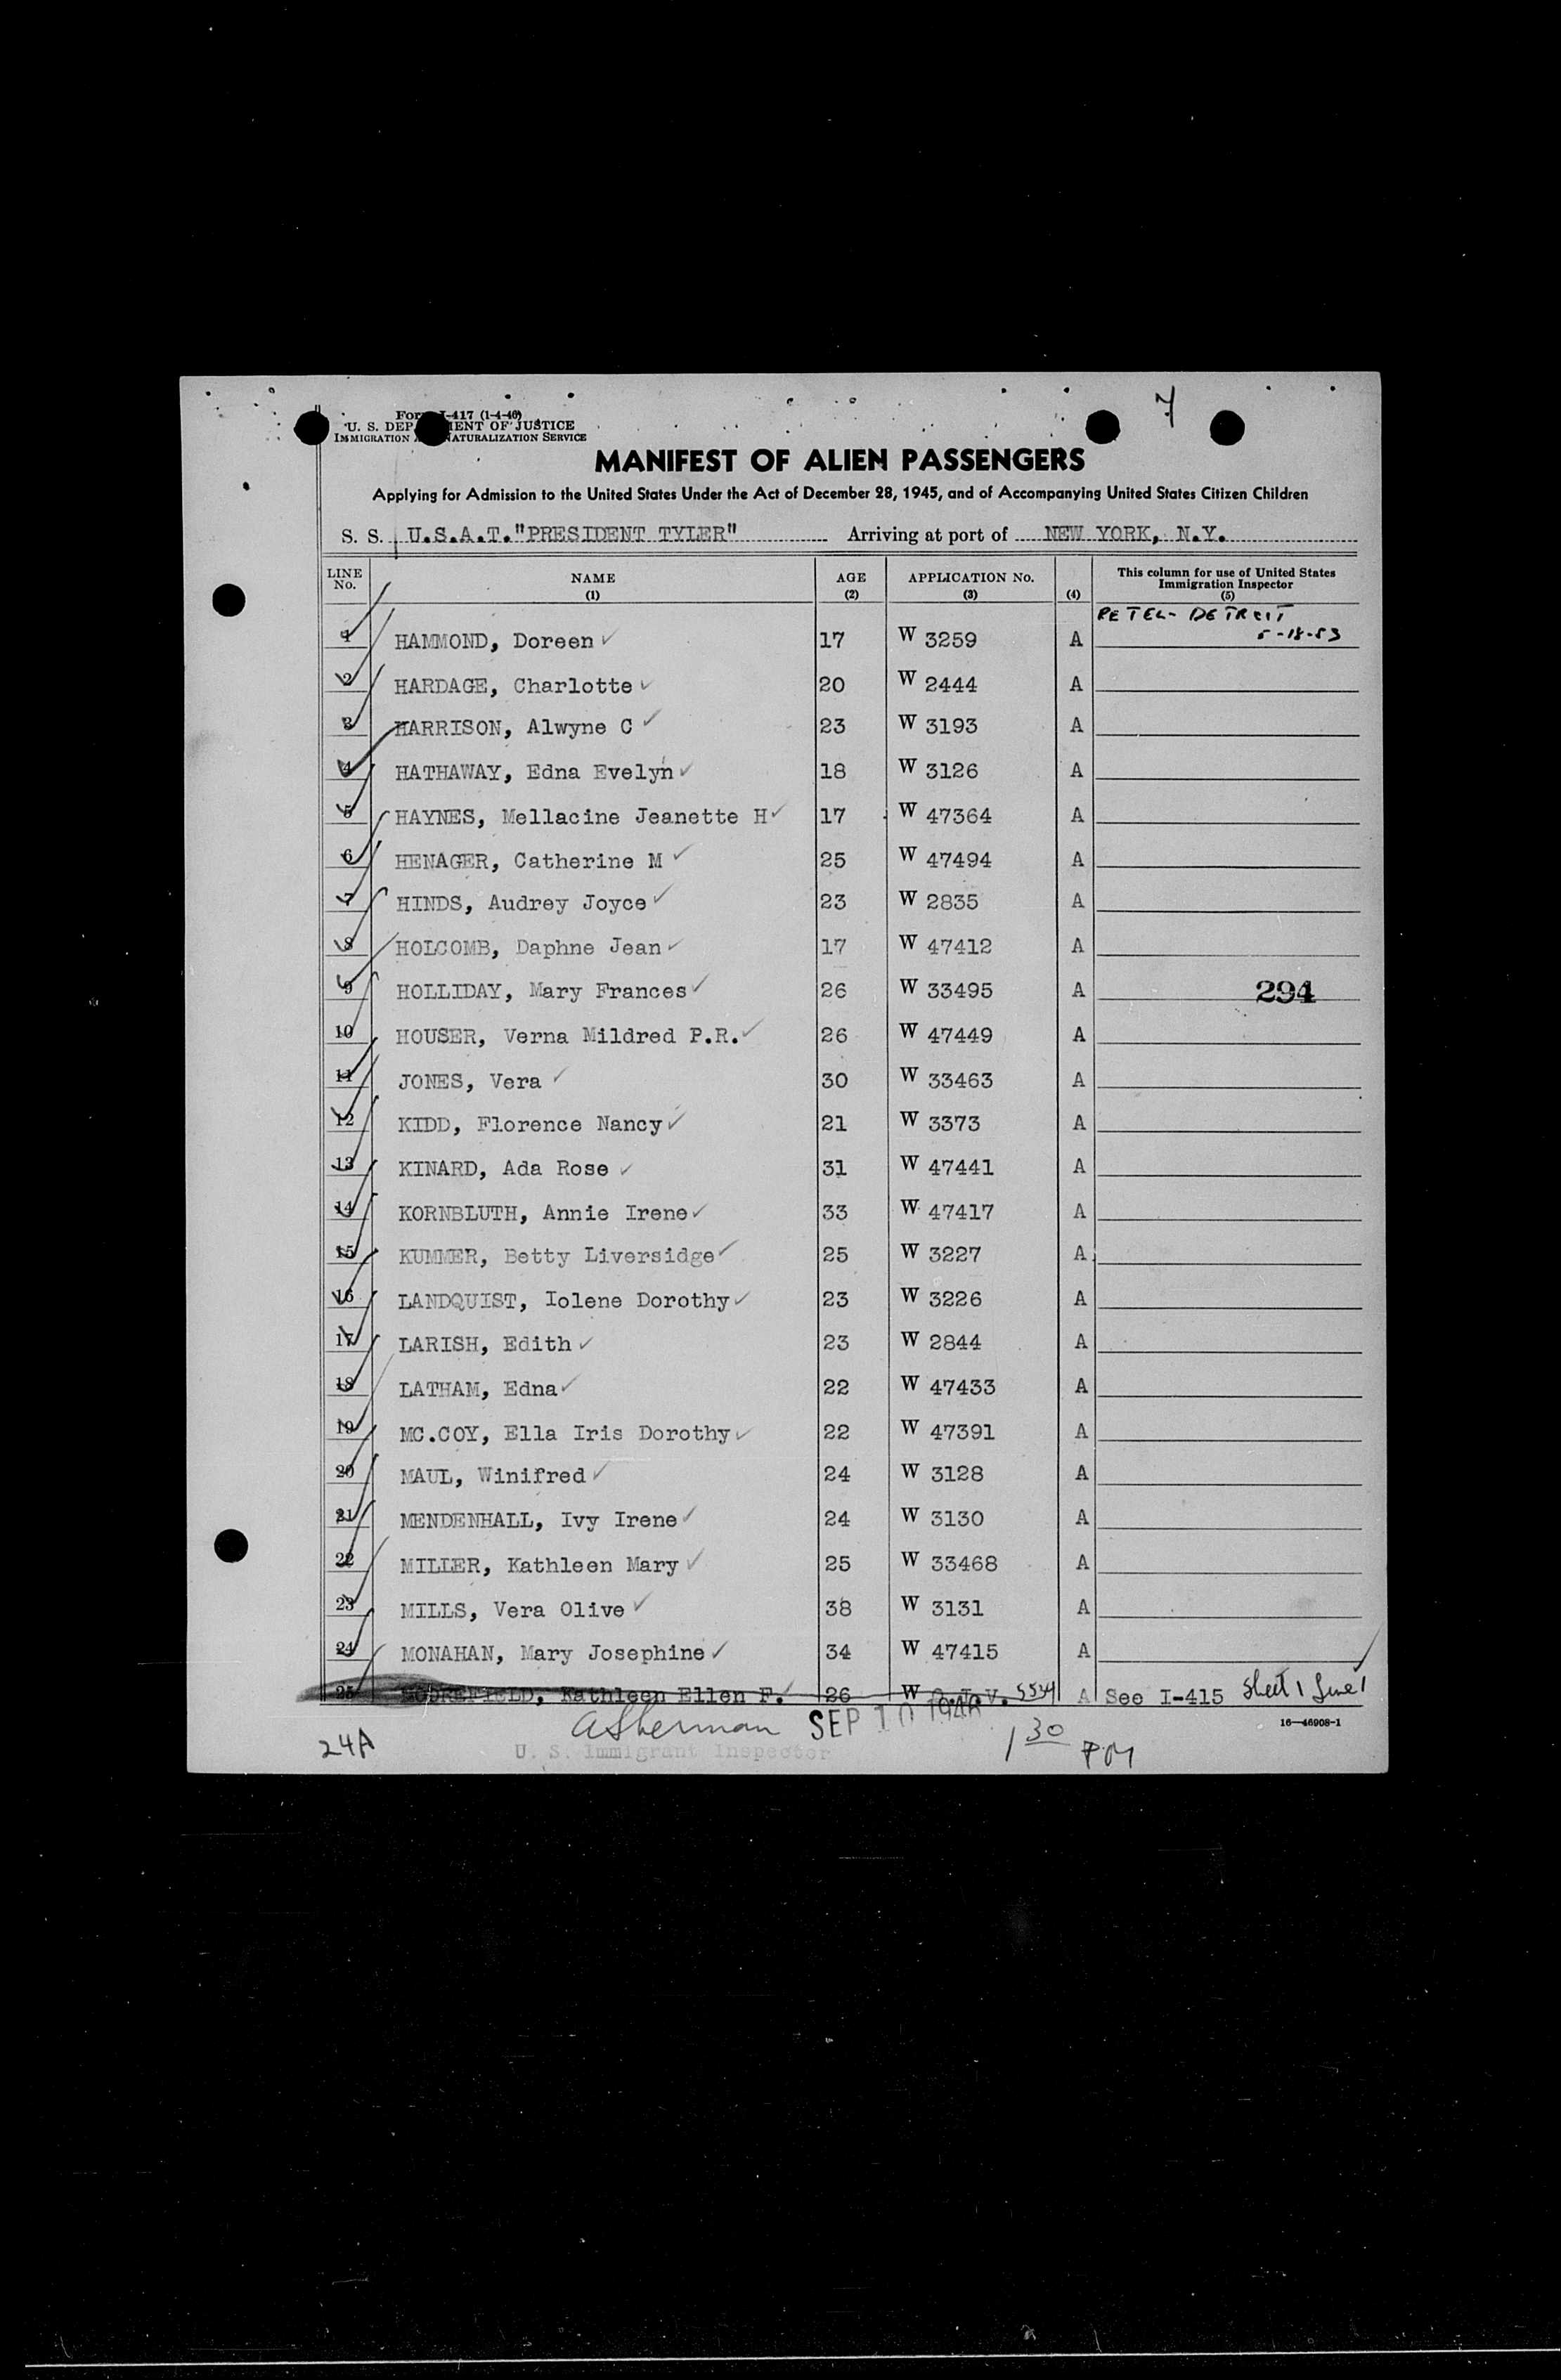 7
Form I-417 (1-4-46)
U. S. DEPARTMENT OF JUSTICE
IMMIGRATION AND NATURALIZATION SERVICE
MANIFEST OF ALIEN PASSENGERS
Applying for Admission to the United States Under the Act of December 28, 1945, and of Accompanying United States Citizen Children
S. S. U.S.A.T. "PRESIDENT TYLER" Arriving at port of NEW YORK, N.Y.
LINE No. NAME (1) AGE (2) APPLICATION No. (3) (4) This column for use of United States Immigration Inspector (5)
PETEL- DETROIT
5-18-53
1 HAMMOND, Doreen 17 W 3259 A
2 HARDAGE, Charlotte 20 W 2444 A
3 HARRISON, Alwyne C 23 W 3193 A
4 HATHAWAY, Edna Evelyn 18 W 3126 A
5 HAYNES, Mellacine Jeanette H 17 W 47364 A
6 HENAGER, Catherine M 25 W 47494 A
7 HINDS, Audrey Joyce 23 W 2835 A
8 HOLCOMB, Daphne Jean 17 W 47412 A
9 HOLLIDAY, Mary Frances 26 W 33495 A 294
10 HOUSER, Verna Mildred P.R. 26 W 47449 A
11 JONES, Vera 30 W 33463 A
12 KIDD, Florence Nancy 21 W 3373 A
13 KINARD, Ada Rose 31 W 47441 A
14 KORNBLUTH, Annie Irene 33 W 47417 A
15 KUMMER, Betty Liversidge 25 W 3227 A
16 LANDQUIST, Iolene Dorothy 23 W 3226 A
17 LARISH, Edith 23 W 2844 A
18 LATHAM, Edna 22 W 47433 A
19 MC.COY, Ella Iris Dorothy 22 W 47391 A
20 MAUL, Winifred 24 W 3128 A
21 MENDENHALL, Ivy Irene 24 W 3130 A
22 MILLER, Kathleen Mary 25 W 33468 A
23 MILLS, Vera Olive 38 W 3131 A
24 MONAHAN, Mary Josephine 34 W 47415 A
25 MOOREFIELD, Kathleen Ellen F. 26 W A See I-415 Sheet 1 Line 1
16—46908-1
24A ASherman SEP 10 1946 1 30 PM
U. S. Immigrant Inspector